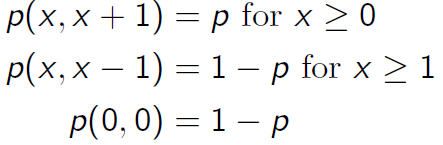 p(x, x + 1) = p for x ≥ 0
p(x, x − 1) = 1 − p for x ≥ 1
p(0, 0) = 1 − p